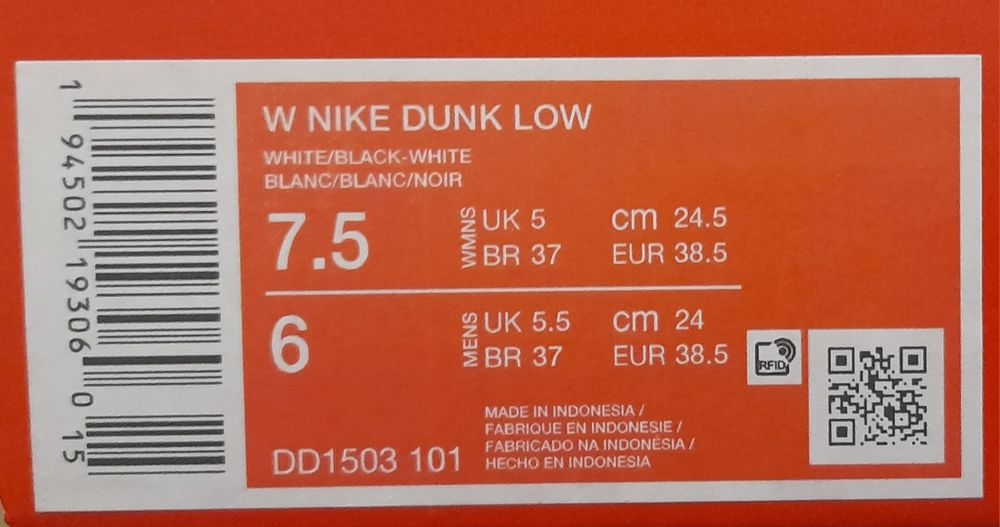 1 94502 19306 0 15
W NIKE DUNK LOW
WHITE/BLACK-WHITE
BLANC/BLANC/NOIR
7.5 WMNS UK 5 cm 24.5
BR 37 EUR 38.5
6 MENS UK 5.5 cm 24
BR 37 EUR 38.5
RFID
MADE IN INDONESIA /
FABRIQUE EN INDONESIE /
FABRICADO NA INDONÉSIA /
HECHO EN INDONESIA
DD1503 101